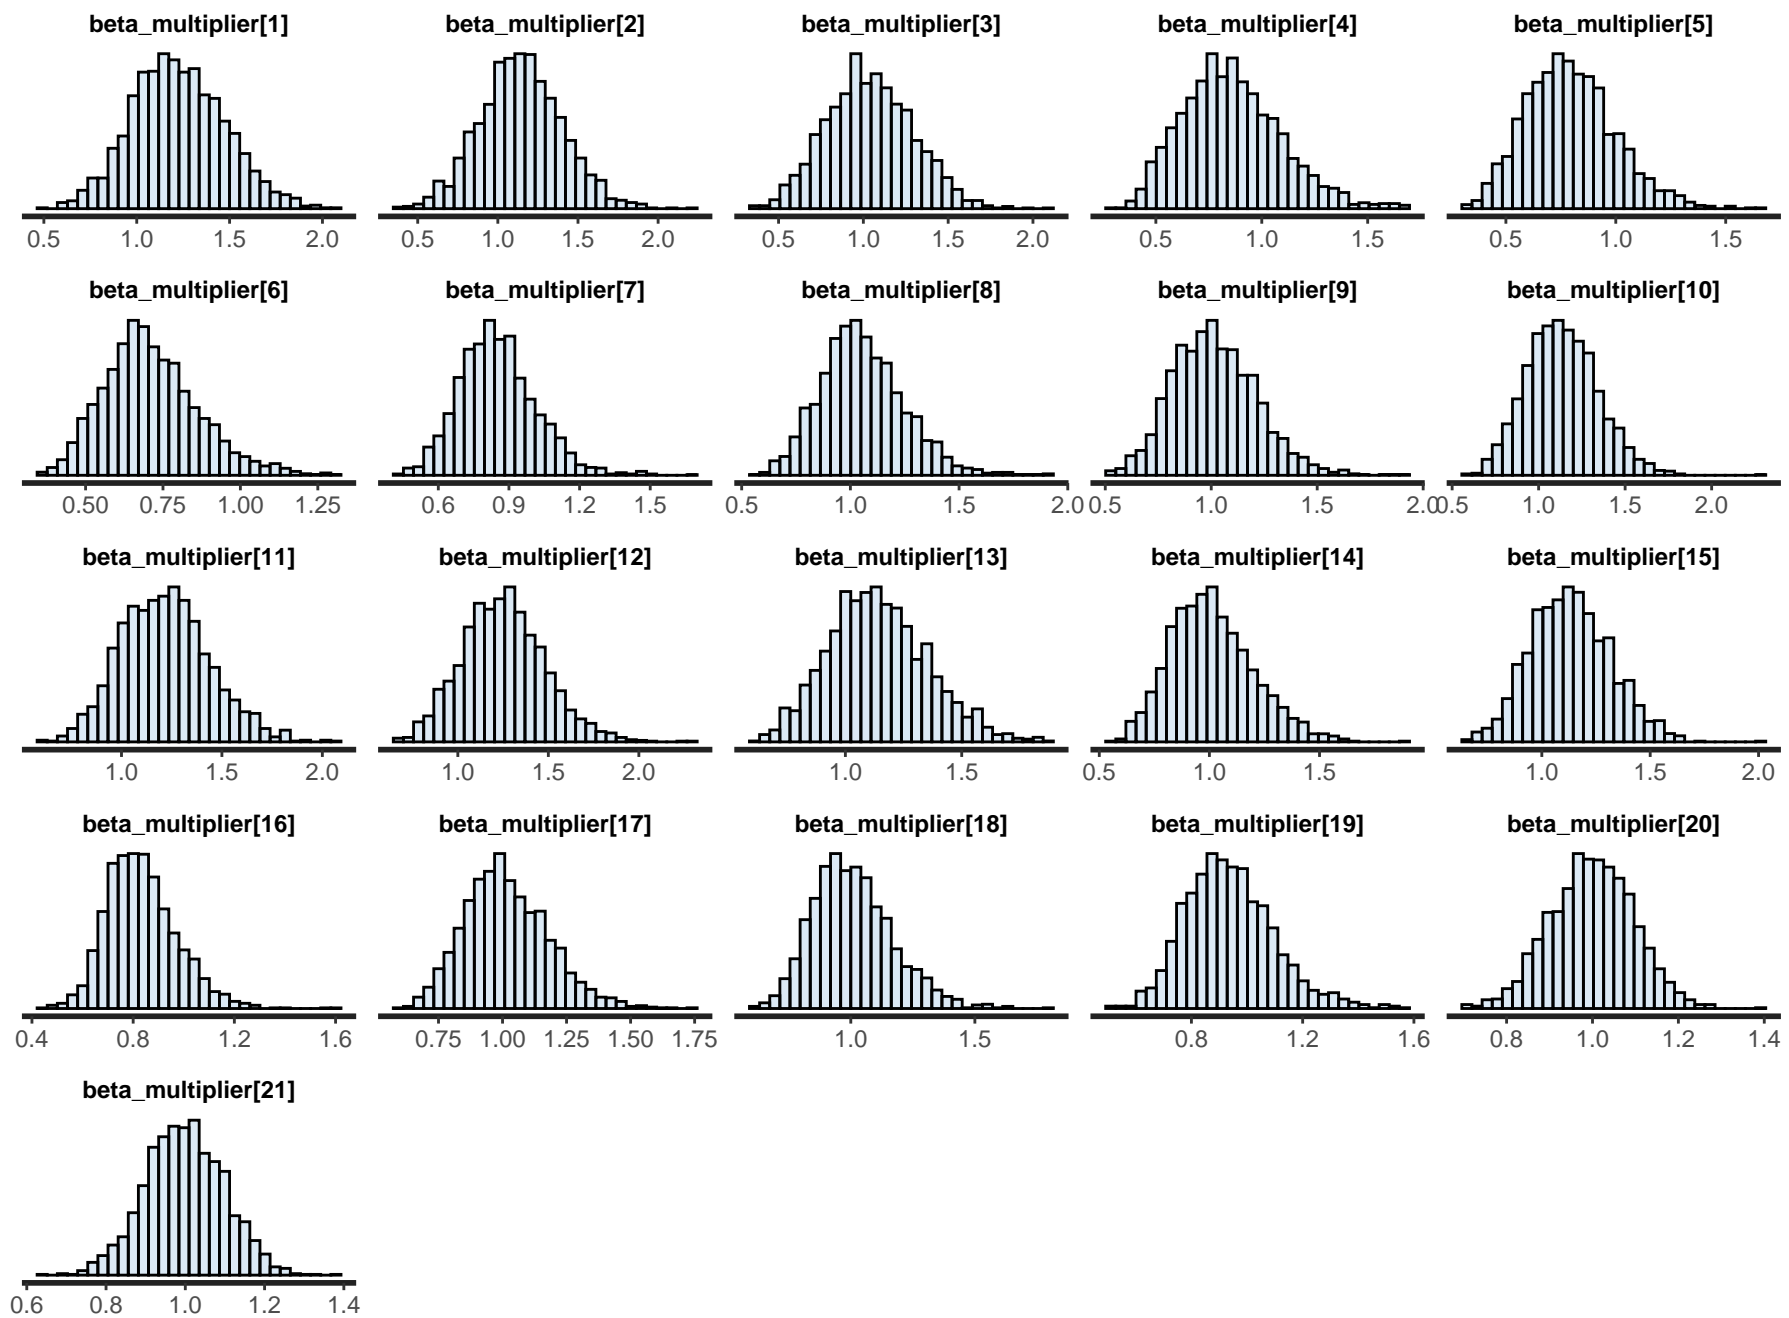 beta_multiplier[1] beta_multiplier[2] beta_multiplier[3] beta_multiplier[4] beta_multiplier[5]
0.5 1.0 1.5 2.0 0.5 1.0 1.5 2.0 0.5 1.0 1.5 2.0 0.5 1.0 1.5 0.5 1.0 1.5
beta_multiplier[6] beta_multiplier[7] beta_multiplier[8] beta_multiplier[9] beta_multiplier[10]
0.50 0.75 1.00 1.25 0.6 0.9 1.2 1.5 0.5 1.0 1.5 2.0 0.5 1.0 1.5 2.0 0.5 1.0 1.5 2.0
beta_multiplier[11] beta_multiplier[12] beta_multiplier[13] beta_multiplier[14] beta_multiplier[15]
1.0 1.5 2.0 1.0 1.5 2.0 1.0 1.5 0.5 1.0 1.5 1.0 1.5 2.0
beta_multiplier[16] beta_multiplier[17] beta_multiplier[18] beta_multiplier[19] beta_multiplier[20]
0.4 0.8 1.2 1.6 0.75 1.00 1.25 1.50 1.75 1.0 1.5 0.8 1.2 1.6 0.8 1.0 1.2 1.4
beta_multiplier[21]
0.6 0.8 1.0 1.2 1.4